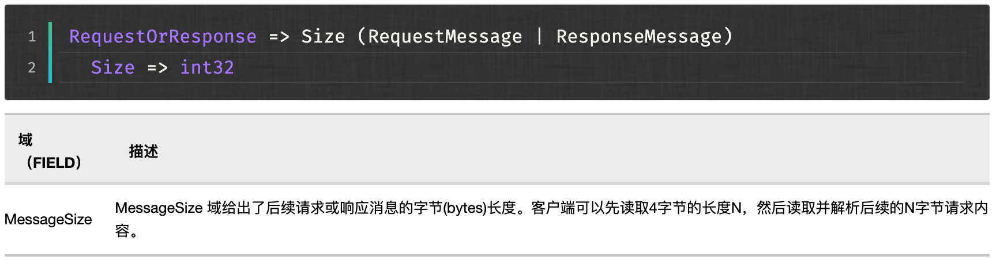 1 RequestOrResponse => Size (RequestMessage | ResponseMessage)
2 Size => int32
域
（FIELD）
描述
MessageSize
MessageSize 域给出了后续请求或响应消息的字节(bytes)长度。客户端可以先读取4字节的长度N，然后读取并解析后续的N字节请求内
容。